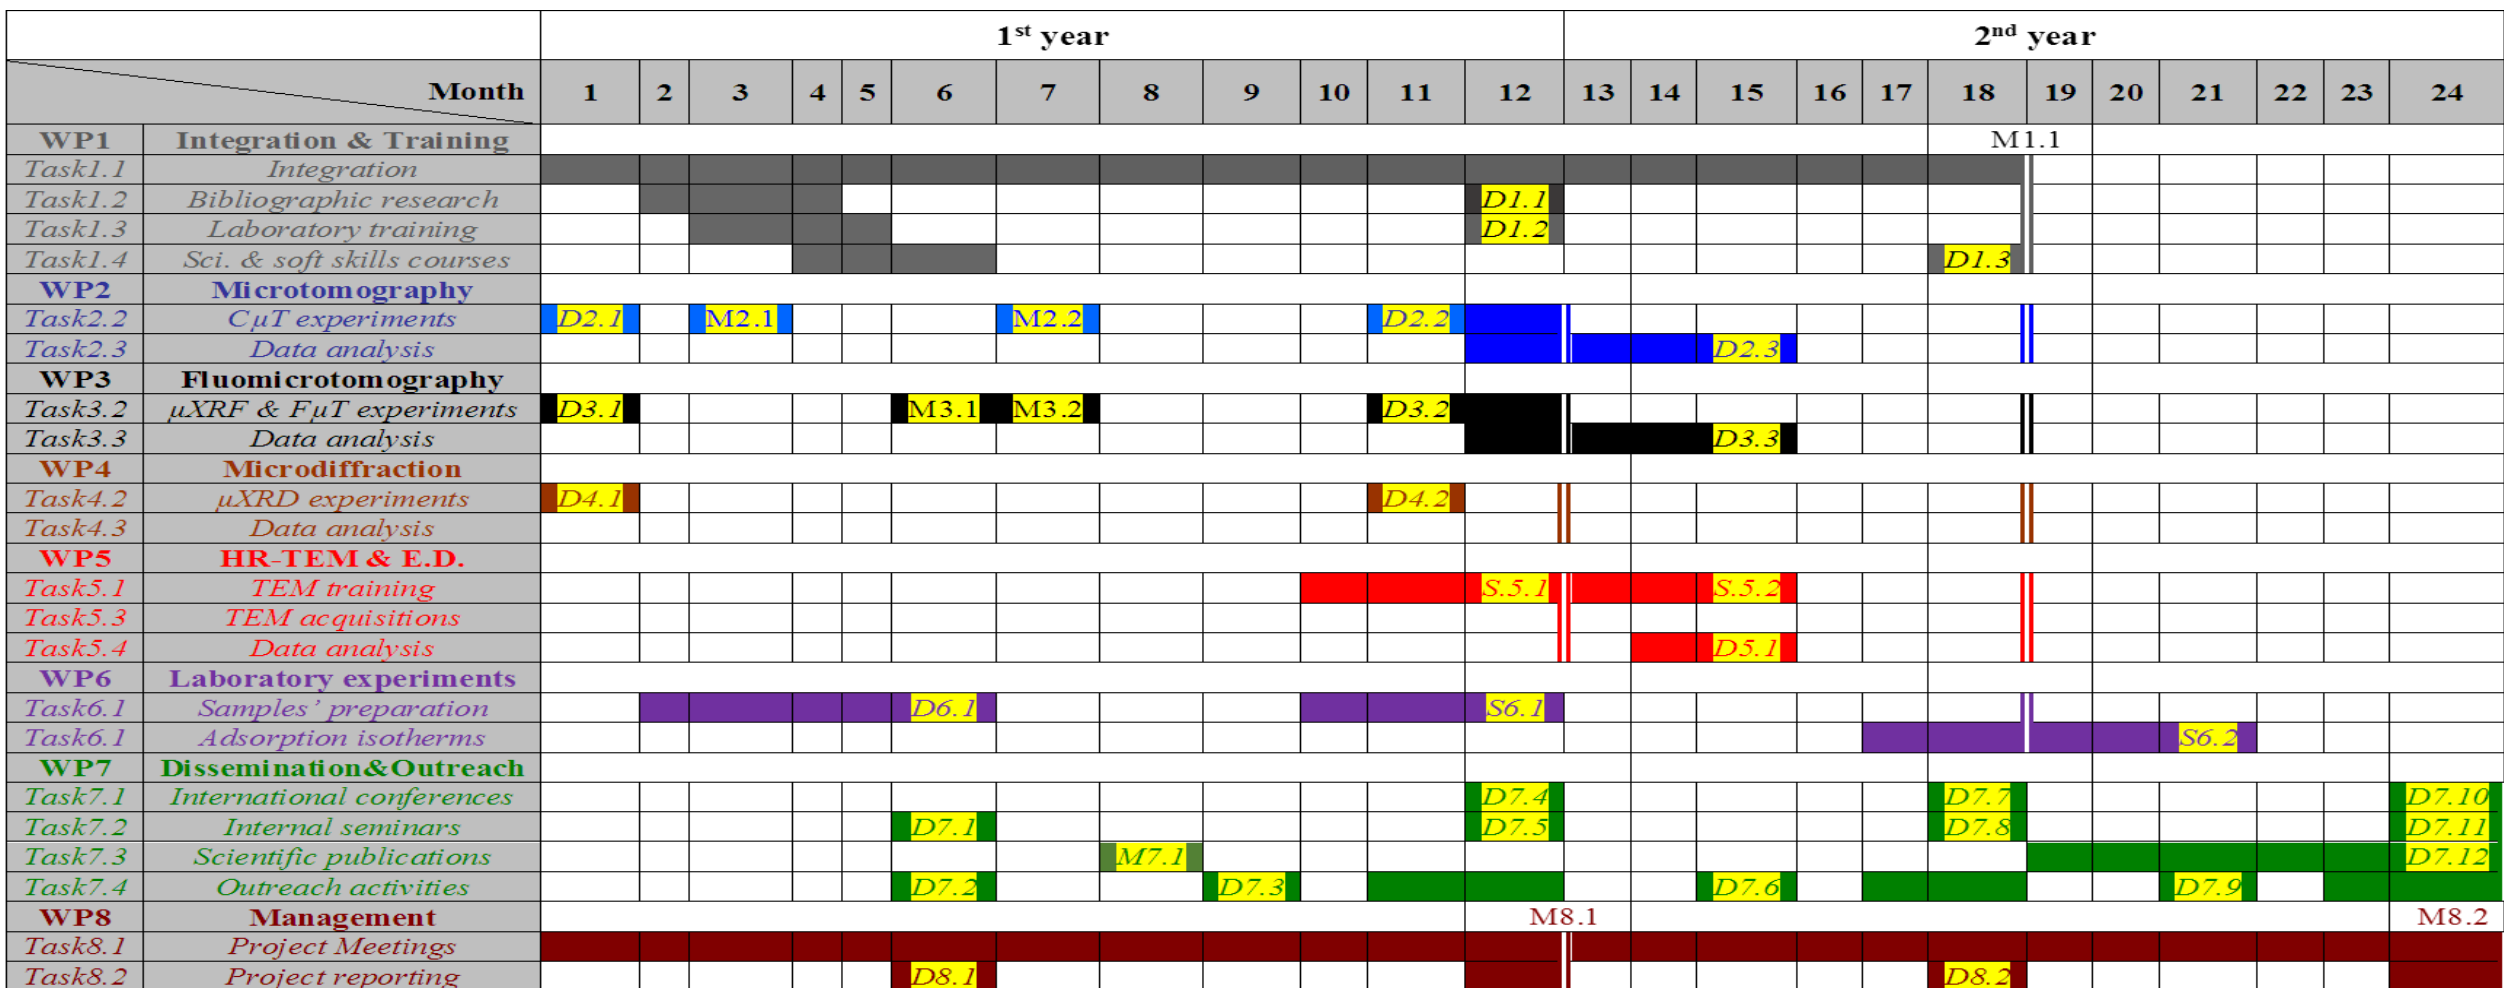 1st year 2nd year
Month 1 2 3 4 5 6 7 8 9 10 11 12 13 14 15 16 17 18 19 20 21 22 23 24
WP1 Integration & Training M1.1
Task1.1 Integration
Task1.2 Bibliographic research D1.1
Task1.3 Laboratory training D1.2
Task1.4 Sci. & soft skills courses D1.3
WP2 Microtomography
Task2.2 CμT experiments D2.1 M2.1 M2.2 D2.2
Task2.3 Data analysis D2.3
WP3 Fluomicrotomography
Task3.2 μXRF & FμT experiments D3.1 M3.1 M3.2 D3.2
Task3.3 Data analysis D3.3
WP4 Microdiffraction
Task4.2 μXRD experiments D4.1 D4.2
Task4.3 Data analysis
WP5 HR-TEM & E.D.
Task5.1 TEM training S.5.1 S.5.2
Task5.3 TEM acquisitions
Task5.4 Data analysis D5.1
WP6 Laboratory experiments
Task6.1 Samples’ preparation D6.1 S6.1
Task6.1 Adsorption isotherms S6.2
WP7 Dissemination&Outreach
Task7.1 International conferences D7.4 D7.7 D7.10
Task7.2 Internal seminars D7.1 D7.5 D7.8 D7.11
Task7.3 Scientific publications M7.1 D7.12
Task7.4 Outreach activities D7.2 D7.3 D7.6 D7.9
WP8 Management M8.1 M8.2
Task8.1 Project Meetings
Task8.2 Project reporting D8.1 D8.2